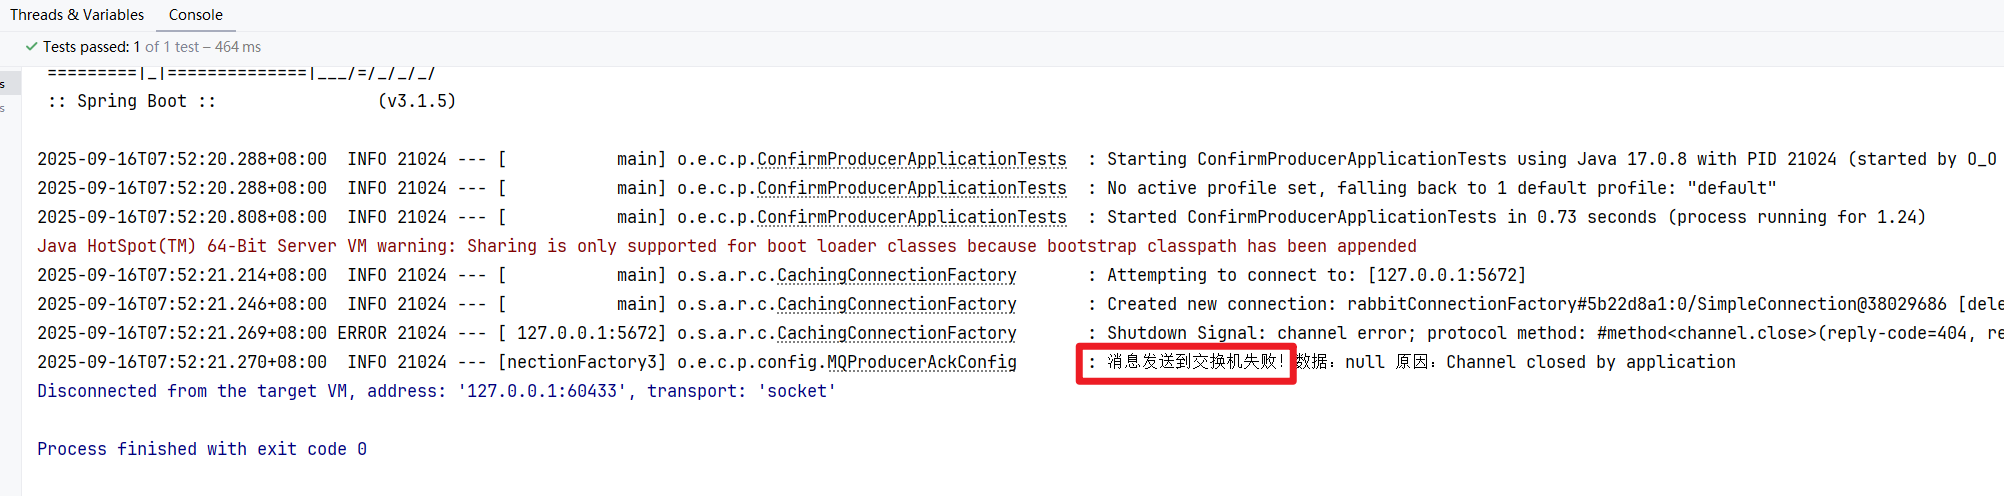 Threads & Variables Console
Tests passed: 1 of 1 test – 464 ms
s
s
=========|_|==============|___/=/_/_/_/
:: Spring Boot :: (v3.1.5)
2025-09-16T07:52:20.288+08:00 INFO 21024 --- [ main] o.e.c.p.ConfirmProducerApplicationTests : Starting ConfirmProducerApplicationTests using Java 17.0.8 with PID 21024 (started by O_O
2025-09-16T07:52:20.288+08:00 INFO 21024 --- [ main] o.e.c.p.ConfirmProducerApplicationTests : No active profile set, falling back to 1 default profile: "default"
2025-09-16T07:52:20.808+08:00 INFO 21024 --- [ main] o.e.c.p.ConfirmProducerApplicationTests : Started ConfirmProducerApplicationTests in 0.73 seconds (process running for 1.24)
Java HotSpot(TM) 64-Bit Server VM warning: Sharing is only supported for boot loader classes because bootstrap classpath has been appended
2025-09-16T07:52:21.214+08:00 INFO 21024 --- [ main] o.s.a.r.c.CachingConnectionFactory : Attempting to connect to: [127.0.0.1:5672]
2025-09-16T07:52:21.246+08:00 INFO 21024 --- [ main] o.s.a.r.c.CachingConnectionFactory : Created new connection: rabbitConnectionFactory#5b22d8a1:0/SimpleConnection@38029686 [dele
2025-09-16T07:52:21.269+08:00 ERROR 21024 --- [ 127.0.0.1:5672] o.s.a.r.c.CachingConnectionFactory : Shutdown Signal: channel error; protocol method: #method<channel.close>(reply-code=404, re
2025-09-16T07:52:21.270+08:00 INFO 21024 --- [nectionFactory3] o.e.c.p.config.MQProducerAckConfig : 消息发送到交换机失败！数据：null 原因：Channel closed by application
Disconnected from the target VM, address: '127.0.0.1:60433', transport: 'socket'
Process finished with exit code 0